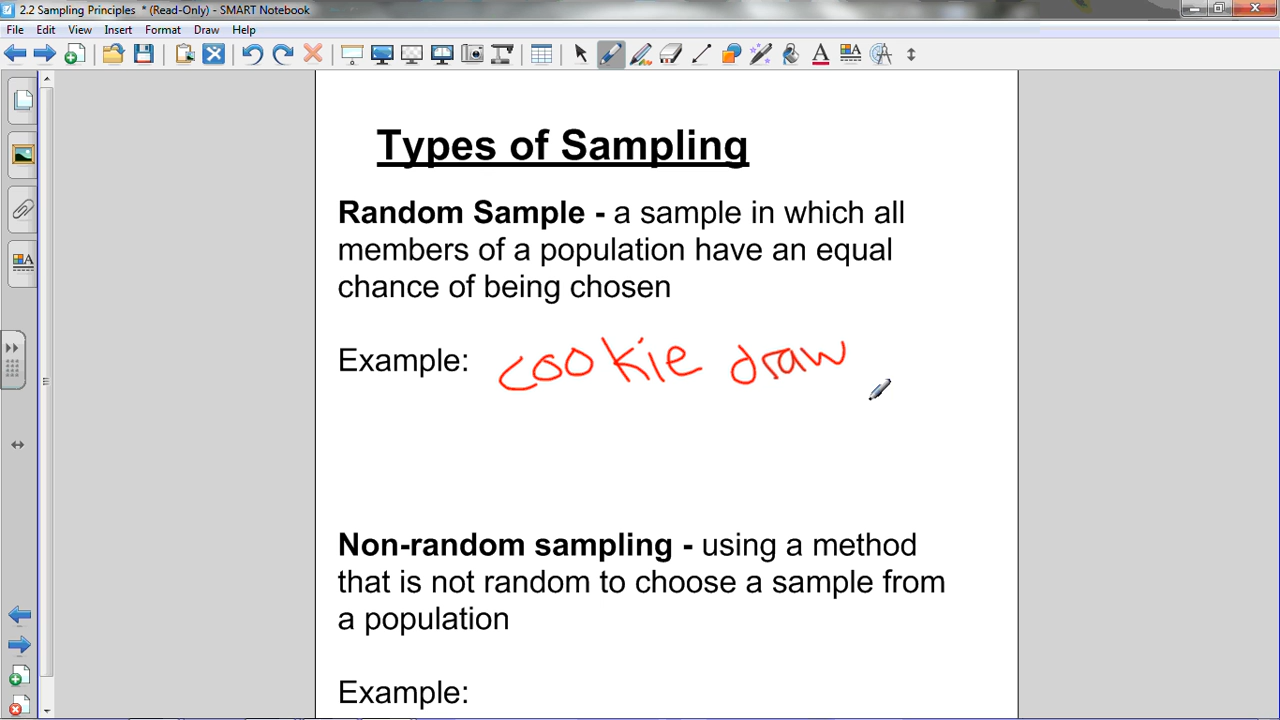 2.2 Sampling Principles * (Read-Only) - SMART Notebook
File Edit View Insert Format Draw Help
Types of Sampling
Random Sample - a sample in which all
members of a population have an equal
chance of being chosen
Example: cookie draw
Non-random sampling - using a method
that is not random to choose a sample from
a population
Example: